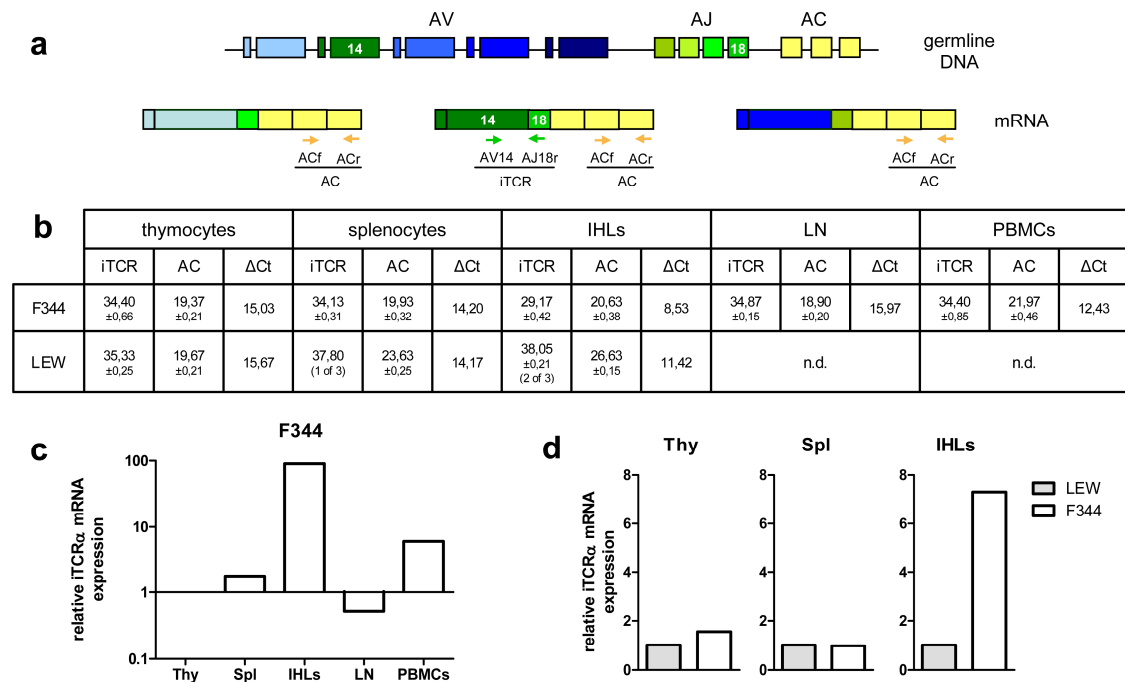 a
AV
AJ
AC
14
18
germline
DNA
14
18
mRNA
ACf ACr
AC
AV14 AJ18r
iTCR
ACf ACr
AC
ACf ACr
AC
b
thymocytes splenocytes IHLs LN PBMCs
iTCR AC ΔCt iTCR AC ΔCt iTCR AC ΔCt iTCR AC ΔCt iTCR AC ΔCt
F344
34,40 19,37 15,03 34,13 19,93 14,20 29,17 20,63 8,53 34,87 18,90 15,97 34,40 21,97 12,43
±0,66 ±0,21 ±0,31 ±0,32 ±0,42 ±0,38 ±0,15 ±0,20 ±0,85 ±0,46
LEW
35,33 19,67 15,67 37,80 23,63 14,17 38,05 26,63 11,42 n.d. n.d.
±0,25 ±0,21 (1 of 3) ±0,25 ±0,21 ±0,15
(2 of 3)
c
F344
relative iTCRα mRNA
expression
100
10
1
0.1
Thy Spl IHLs LN PBMCs
d
Thy Spl IHLs
relative iTCRα mRNA
expression
8 8 8
6 6 6
4 4 4
2 2 2
0 0 0
LEW
F344